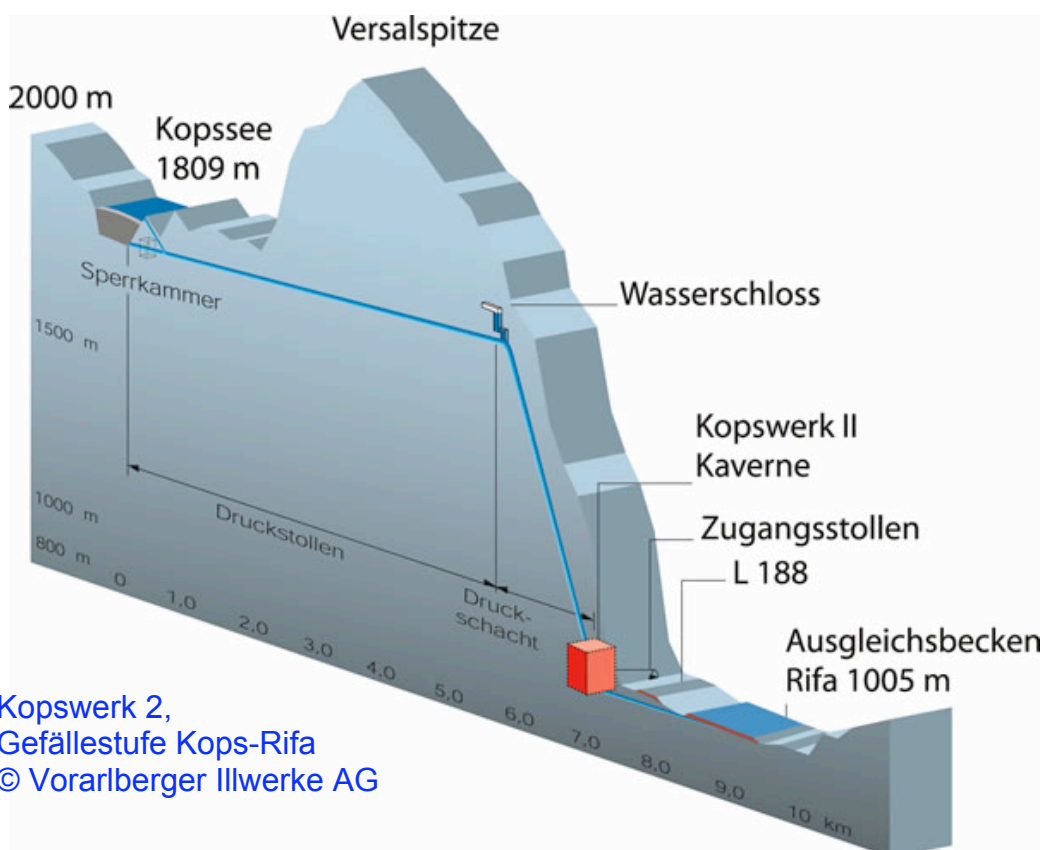 Versalspitze
2000 m
Kopssee
1809 m
Sperrkammer
Wasserschloss
1500 m
Kopswerk II
Kaverne
1000 m
Druckstollen
Zugangsstollen
800 m
L 188
Druck-
schacht
Ausgleichsbecken
Rifa 1005 m
0
1,0
2,0
3,0
4,0
5,0
6,0
7,0
8,0
9,0
10 km
Kopswerk 2,
Gefällestufe Kops-Rifa
© Vorarlberger Illwerke AG